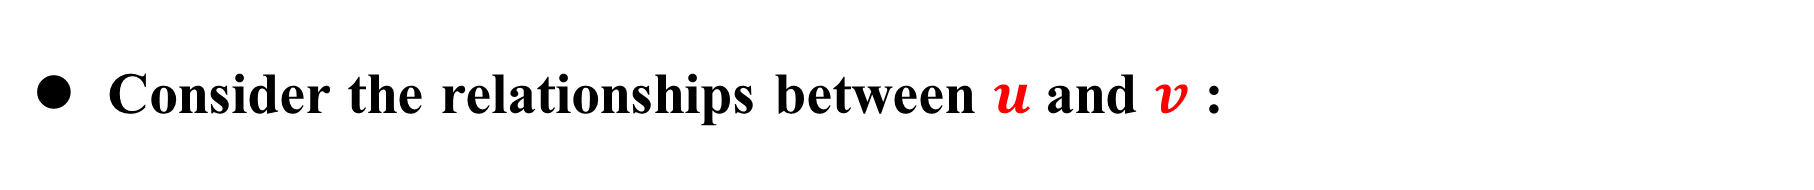 ● Consider the relationships between u and v :